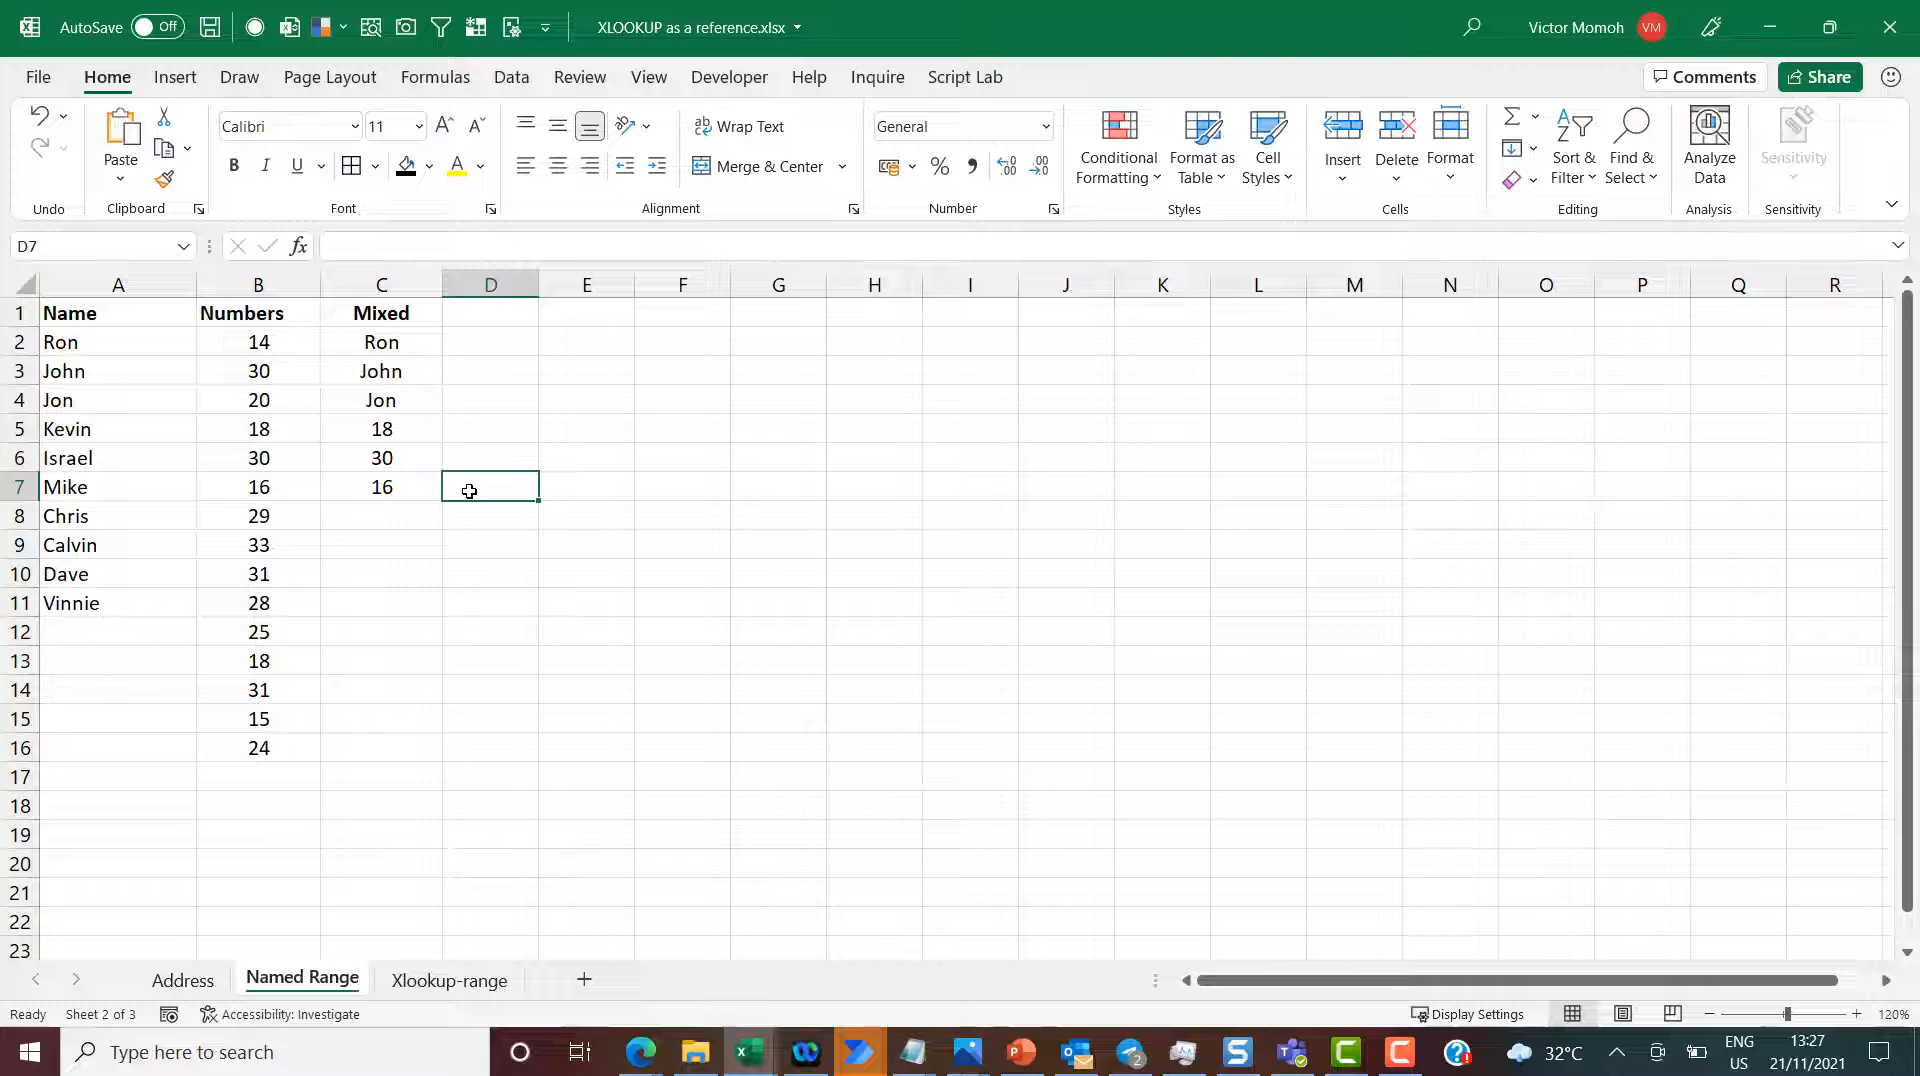 AutoSave Off XLOOKUP as a reference.xlsx Victor Momoh VM
File Home Insert Draw Page Layout Formulas Data Review View Developer Help Inquire Script Lab Comments Share
Paste Calibri 11 Wrap Text General Conditional Formatting Format as Table Cell Styles Insert Delete Format Sort & Filter Find & Select Analyze Data Sensitivity
B I U Merge & Center
Undo Clipboard Font Alignment Number Styles Cells Editing Analysis Sensitivity
D7 fx
A B C D E F G H I J K L M N O P Q R
1 Name Numbers Mixed
2 Ron 14 Ron
3 John 30 John
4 Jon 20 Jon
5 Kevin 18 18
6 Israel 30 30
7 Mike 16 16
8 Chris 29
9 Calvin 33
10 Dave 31
11 Vinnie 28
12 25
13 18
14 31
15 15
16 24
17
18
19
20
21
22
23
Address Named Range Xlookup-range
Ready Sheet 2 of 3 Accessibility: Investigate Display Settings 120%
Type here to search 32°C ENG 13:27
US 21/11/2021